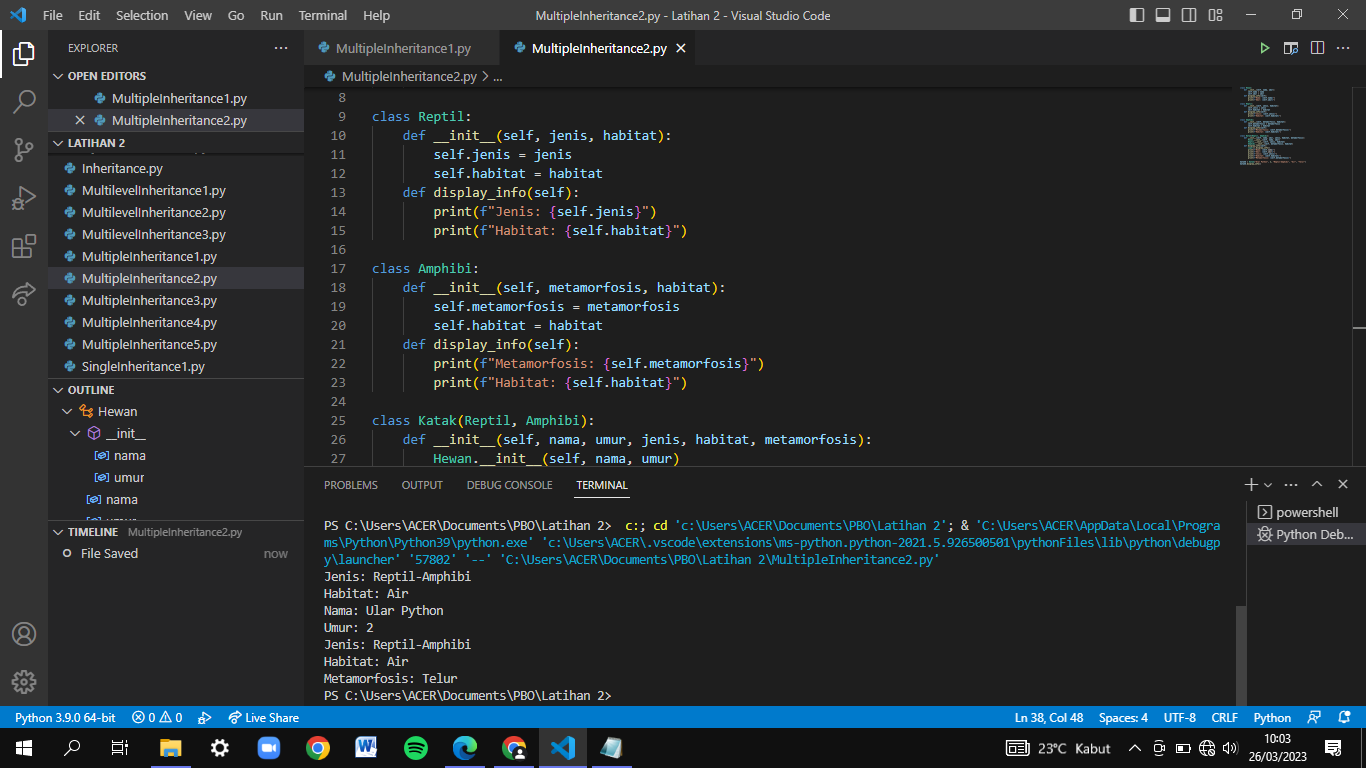 File Edit Selection View Go Run Terminal Help
MultipleInheritance2.py - Latihan 2 - Visual Studio Code
EXPLORER
OPEN EDITORS
MultipleInheritance1.py
MultipleInheritance2.py
LATIHAN 2
Inheritance.py
MultilevelInheritance1.py
MultilevelInheritance2.py
MultilevelInheritance3.py
MultipleInheritance1.py
MultipleInheritance2.py
MultipleInheritance3.py
MultipleInheritance4.py
MultipleInheritance5.py
SingleInheritance1.py
OUTLINE
Hewan
__init__
nama
umur
nama
TIMELINE MultipleInheritance2.py
File Saved now
MultipleInheritance1.py MultipleInheritance2.py
MultipleInheritance2.py > ...
8
9 class Reptil:
10 def __init__(self, jenis, habitat):
11 self.jenis = jenis
12 self.habitat = habitat
13 def display_info(self):
14 print(f"Jenis: {self.jenis}")
15 print(f"Habitat: {self.habitat}")
16
17 class Amphibi:
18 def __init__(self, metamorfosis, habitat):
19 self.metamorfosis = metamorfosis
20 self.habitat = habitat
21 def display_info(self):
22 print(f"Metamorfosis: {self.metamorfosis}")
23 print(f"Habitat: {self.habitat}")
24
25 class Katak(Reptil, Amphibi):
26 def __init__(self, nama, umur, jenis, habitat, metamorfosis):
27 Hewan.__init__(self, nama, umur)
PROBLEMS OUTPUT DEBUG CONSOLE TERMINAL
PS C:\Users\ACER\Documents\PBO\Latihan 2> c:; cd 'c:\Users\ACER\Documents\PBO\Latihan 2'; & 'C:\Users\ACER\AppData\Local\Progra
ms\Python\Python39\python.exe' 'c:\Users\ACER\.vscode\extensions\ms-python.python-2021.5.926500501\pythonFiles\lib\python\debugp
y\launcher' '57802' '--' 'C:\Users\ACER\Documents\PBO\Latihan 2\MultipleInheritance2.py'
Jenis: Reptil-Amphibi
Habitat: Air
Nama: Ular Python
Umur: 2
Jenis: Reptil-Amphibi
Habitat: Air
Metamorfosis: Telur
PS C:\Users\ACER\Documents\PBO\Latihan 2>
powershell
Python Deb...
Python 3.9.0 64-bit 0 0 Live Share
Ln 38, Col 48 Spaces: 4 UTF-8 CRLF Python
23°C Kabut
10:03
26/03/2023